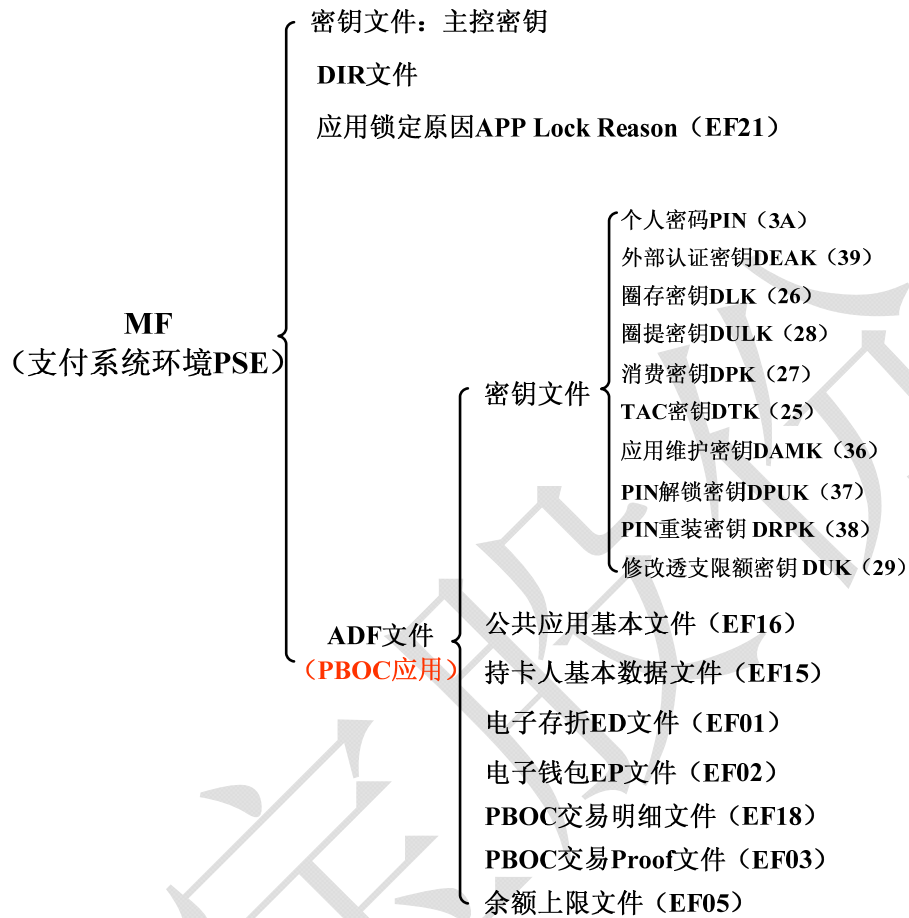 密钥文件：主控密钥
DIR文件
应用锁定原因APP Lock Reason（EF21）
MF
（支付系统环境PSE）
个人密码PIN（3A）
外部认证密钥DEAK（39）
圈存密钥DLK（26）
圈提密钥DULK（28）
密钥文件
消费密钥DPK（27）
TAC密钥DTK（25）
应用维护密钥DAMK（36）
PIN解锁密钥DPUK（37）
PIN重装密钥 DRPK（38）
修改透支限额密钥 DUK（29）
ADF文件
（PBOC应用）
公共应用基本文件（EF16）
持卡人基本数据文件（EF15）
电子存折ED文件（EF01）
电子钱包EP文件（EF02）
PBOC交易明细文件（EF18）
PBOC交易Proof文件（EF03）
余额上限文件（EF05）